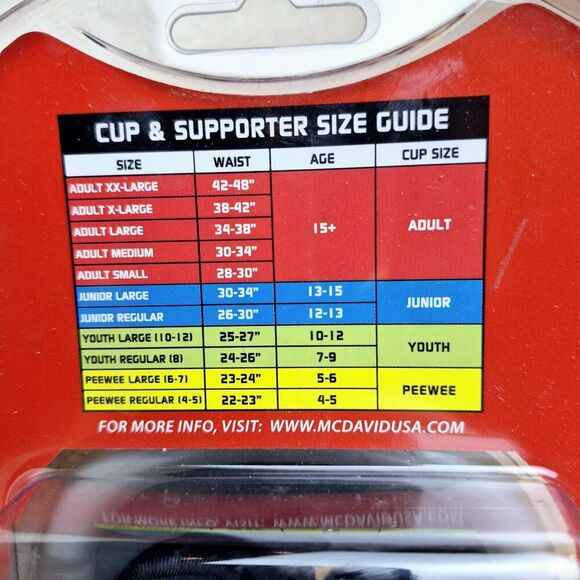 CUP & SUPPORTER SIZE GUIDE
SIZE WAIST AGE CUP SIZE
ADULT XX-LARGE 42-48"
ADULT X-LARGE 38-42"
ADULT LARGE 34-38" 15+ ADULT
ADULT MEDIUM 30-34"
ADULT SMALL 28-30"
JUNIOR LARGE 30-34" 13-15 JUNIOR
JUNIOR REGULAR 26-30" 12-13
YOUTH LARGE (10-12) 25-27" 10-12 YOUTH
YOUTH REGULAR (8) 24-26" 7-9
PEEWEE LARGE (6-7) 23-24" 5-6 PEEWEE
PEEWEE REGULAR (4-5) 22-23" 4-5
FOR MORE INFO, VISIT: WWW.MCDAVIDUSA.COM